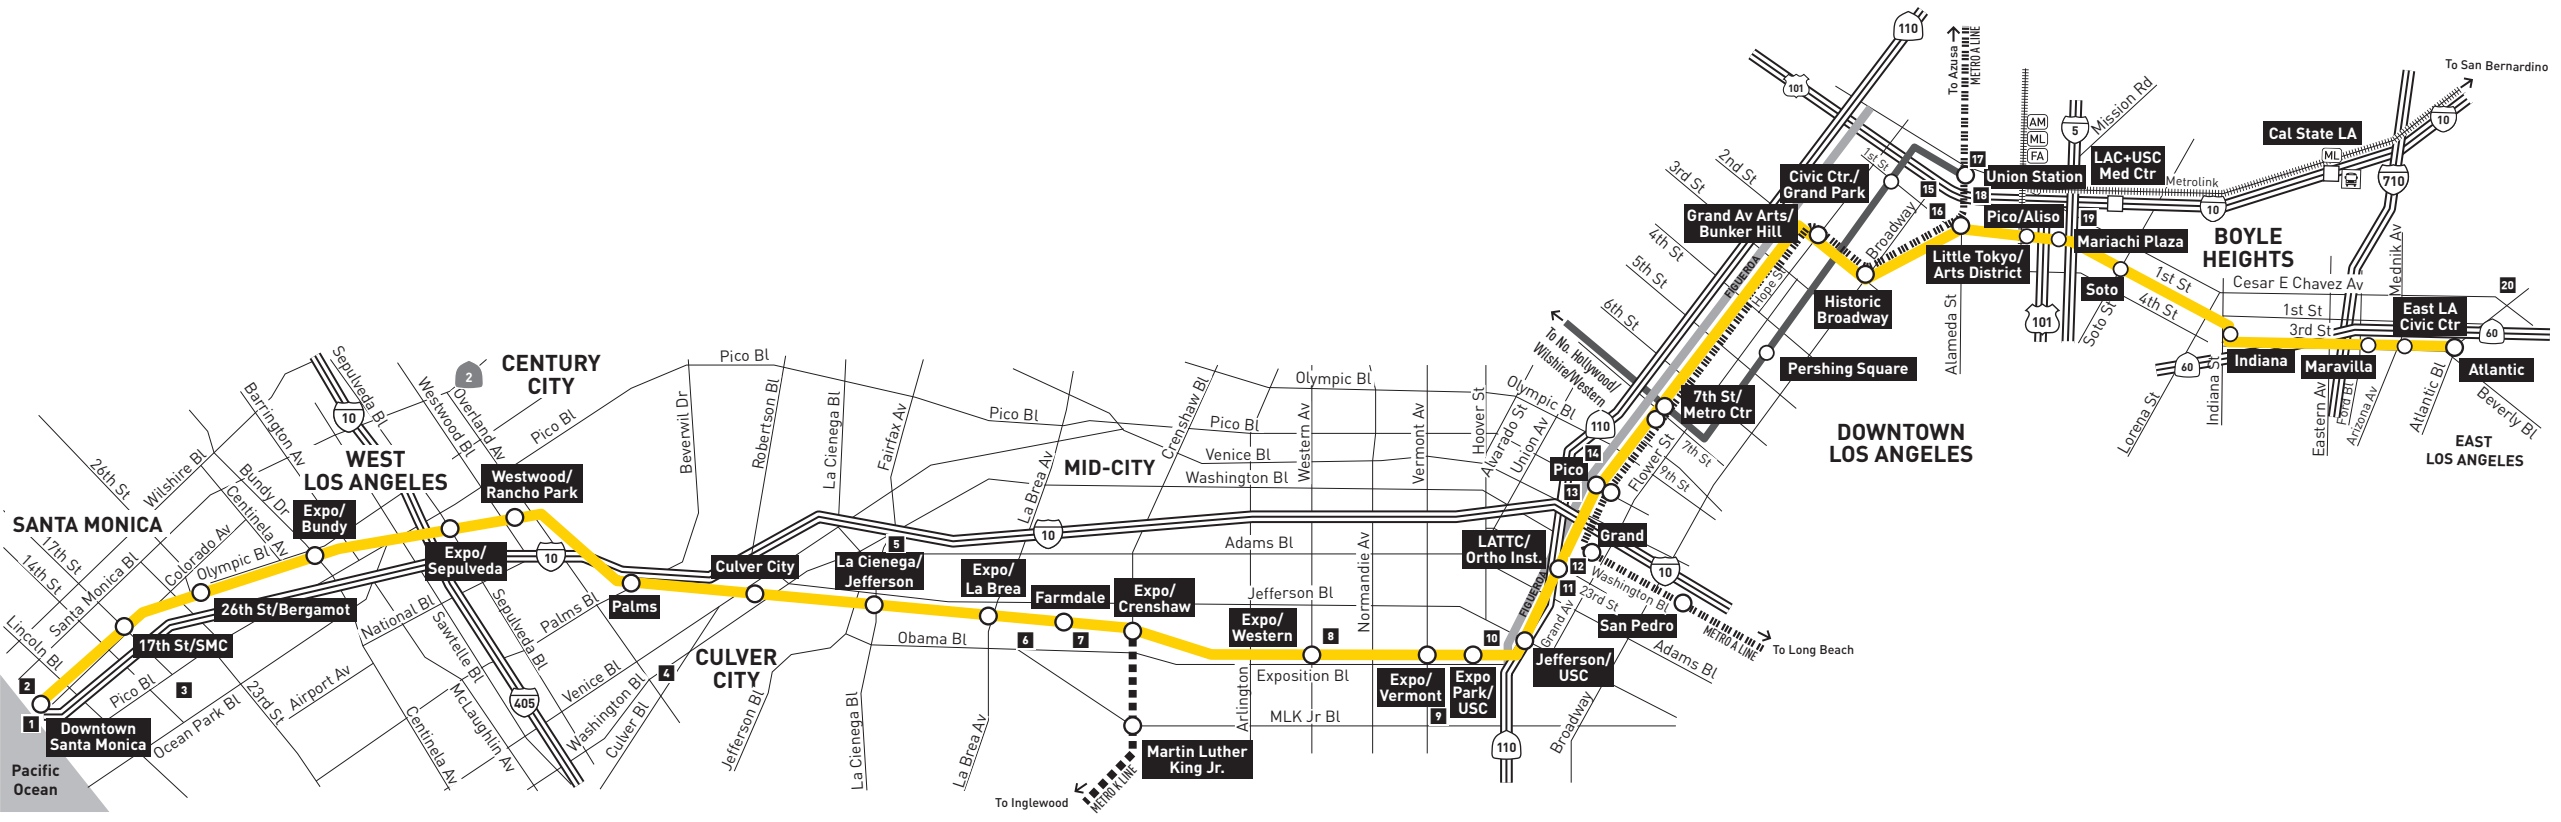 SANTA MONICA
WEST
LOS ANGELES
CENTURY
CITY
CULVER
CITY
MID-CITY
DOWNTOWN
LOS ANGELES
BOYLE
HEIGHTS
EAST
LOS ANGELES
Pacific
Ocean
Downtown
Santa Monica
17th St/SMC
26th St/Bergamot
Expo/
Bundy
Expo/
Sepulveda
Westwood/
Rancho Park
Palms
Culver City
La Cienega/
Jefferson
Expo/
La Brea
Farmdale
Expo/
Crenshaw
Martin Luther
King Jr.
Expo/
Western
Expo/
Vermont
Expo
Park/
USC
Jefferson/
USC
LATTC/
Ortho Inst.
Grand
San Pedro
Pico
7th St/
Metro Ctr
Pershing Square
Grand Av Arts/
Bunker Hill
Civic Ctr./
Grand Park
Historic
Broadway
Union Station
Little Tokyo/
Arts District
Pico/Aliso
LAC+USC
Med Ctr
Mariachi Plaza
Soto
Cal State LA
Indiana
Maravilla
East LA
Civic Ctr
Atlantic
26th St
17th St
14th St
Lincoln Bl
Wilshire Bl
Santa Monica Bl
Colorado Av
Olympic Bl
Pico Bl
Ocean Park Bl
23rd St
Airport Av
National Bl
Barrington Av
Bundy Dr
Centinela Av
Sepulveda Bl
Westwood Bl
Overland Av
Pico Bl
Sawtelle Bl
McLaughlin Av
Centinela Av
Sepulveda Bl
Palms Bl
Venice Bl
Washington Bl
Culver Bl
Jefferson Bl
Pico Bl
Beverwil Dr
Robertson Bl
La Cienega Bl
Fairfax Av
La Brea Av
Crenshaw Bl
La Cienega Bl
La Brea Av
Pico Bl
Olympic Bl
Pico Bl
Venice Bl
Washington Bl
Adams Bl
Jefferson Bl
Obama Bl
Exposition Bl
MLK Jr Bl
Arlington
Western Av
Normandie Av
Vermont Av
Hoover St
Alvarado St
Union Av
Olympic Bl
FIGUEROA
Grand Av
23rd St
Washington Bl
Adams Bl
Broadway
Flower St
7th St
9th St
6th St
5th St
4th St
3rd St
2nd St
1st St
FIGUEROA
Hope St
Broadway
Alameda St
Mission Rd
Metrolink
Soto St
1st St
4th St
Lorena St
Indiana St
Cesar E Chavez Av
1st St
3rd St
Eastern Av
Ford Bl
Arizona Av
Mednik Av
Atlantic Bl
Beverly Bl
To Inglewood
METRO K LINE
METRO A LINE
To Long Beach
To No. Hollywood/
Wilshire/Western
To Azusa
METRO A LINE
To San Bernardino
AM
ML
FA
ML
10
2
10
405
10
110
110
10
110
101
5
101
10
710
10
60
60
1
2
3
4
5
6
7
8
9
10
11
12
13
14
15
16
17
18
19
20